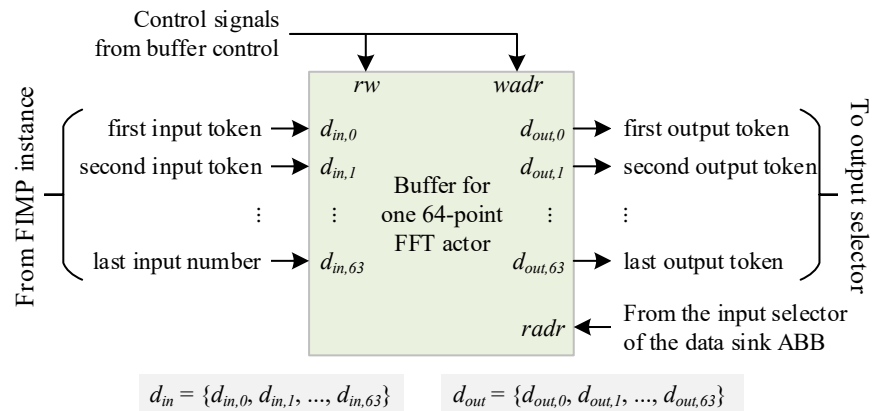 Control signals
from buffer control
rw wadr
From FIMP instance
first input token d_in,0 d_out,0 first output token
second input token d_in,1 d_out,1 second output token
Buffer for
one 64-point
FFT actor
⋮ ⋮ ⋮ ⋮
last input number d_in,63 d_out,63 last output token
To output selector
radr From the input selector
of the data sink ABB
d_in = {d_in,0, d_in,1, ..., d_in,63} d_out = {d_out,0, d_out,1, ..., d_out,63}